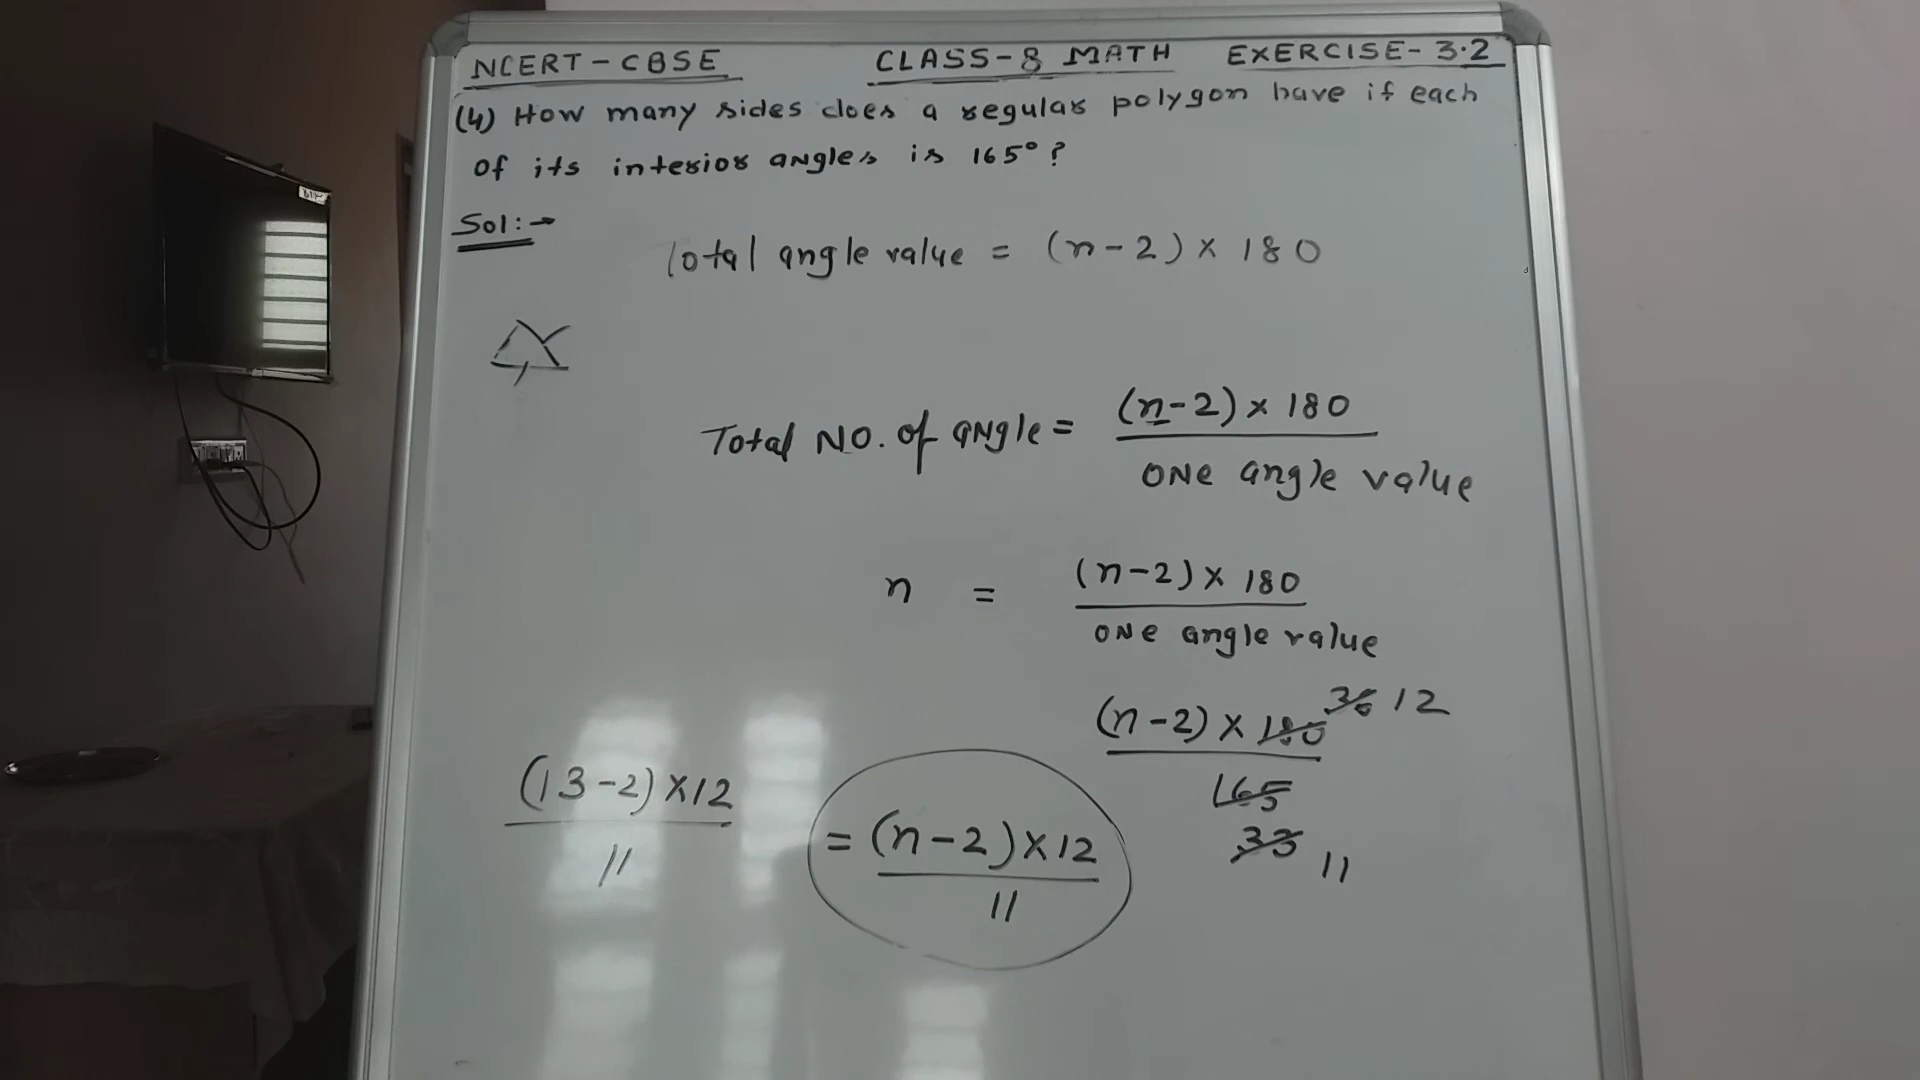 NCERT-CBSE CLASS-8 MATH EXERCISE-3.2
(4) How many sides does a regular polygon have if each
of its interior angles is 165°?
Sol:→
Total angle value = (n-2) × 180
Total NO. of angle = (n-2) × 180
ONE angle value
n = (n-2) × 180
ONE angle value
(n-2) × 180 36 12
165
33 11
(13-2) × 12
11
= (n-2) × 12
11